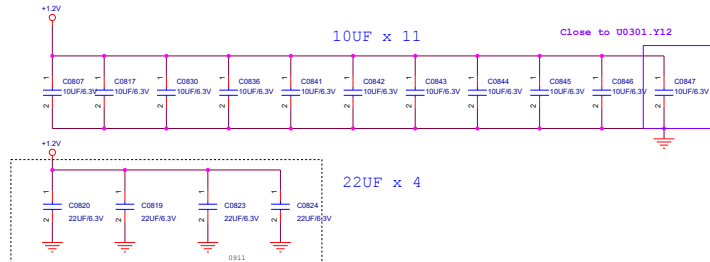 +1.2V
10UF x 11
Close to U0301.Y12
1 1 1 1 1 1 1 1 1 1 1
C0807 C0817 C0830 C0836 C0841 C0842 C0843 C0844 C0845 C0846 C0847
10UF/6.3V 10UF/6.3V 10UF/6.3V 10UF/6.3V 10UF/6.3V 10UF/6.3V 10UF/6.3V 10UF/6.3V 10UF/6.3V 10UF/6.3V 10UF/6.3V
2 2 2 2 2 2 2 2 2 2 2
+1.2V
22UF x 4
1 1 1 1
C0820 C0819 C0823 C0824
22UF/6.3V 22UF/6.3V 22UF/6.3V 22UF/6.3V
2 2 2 2
0911